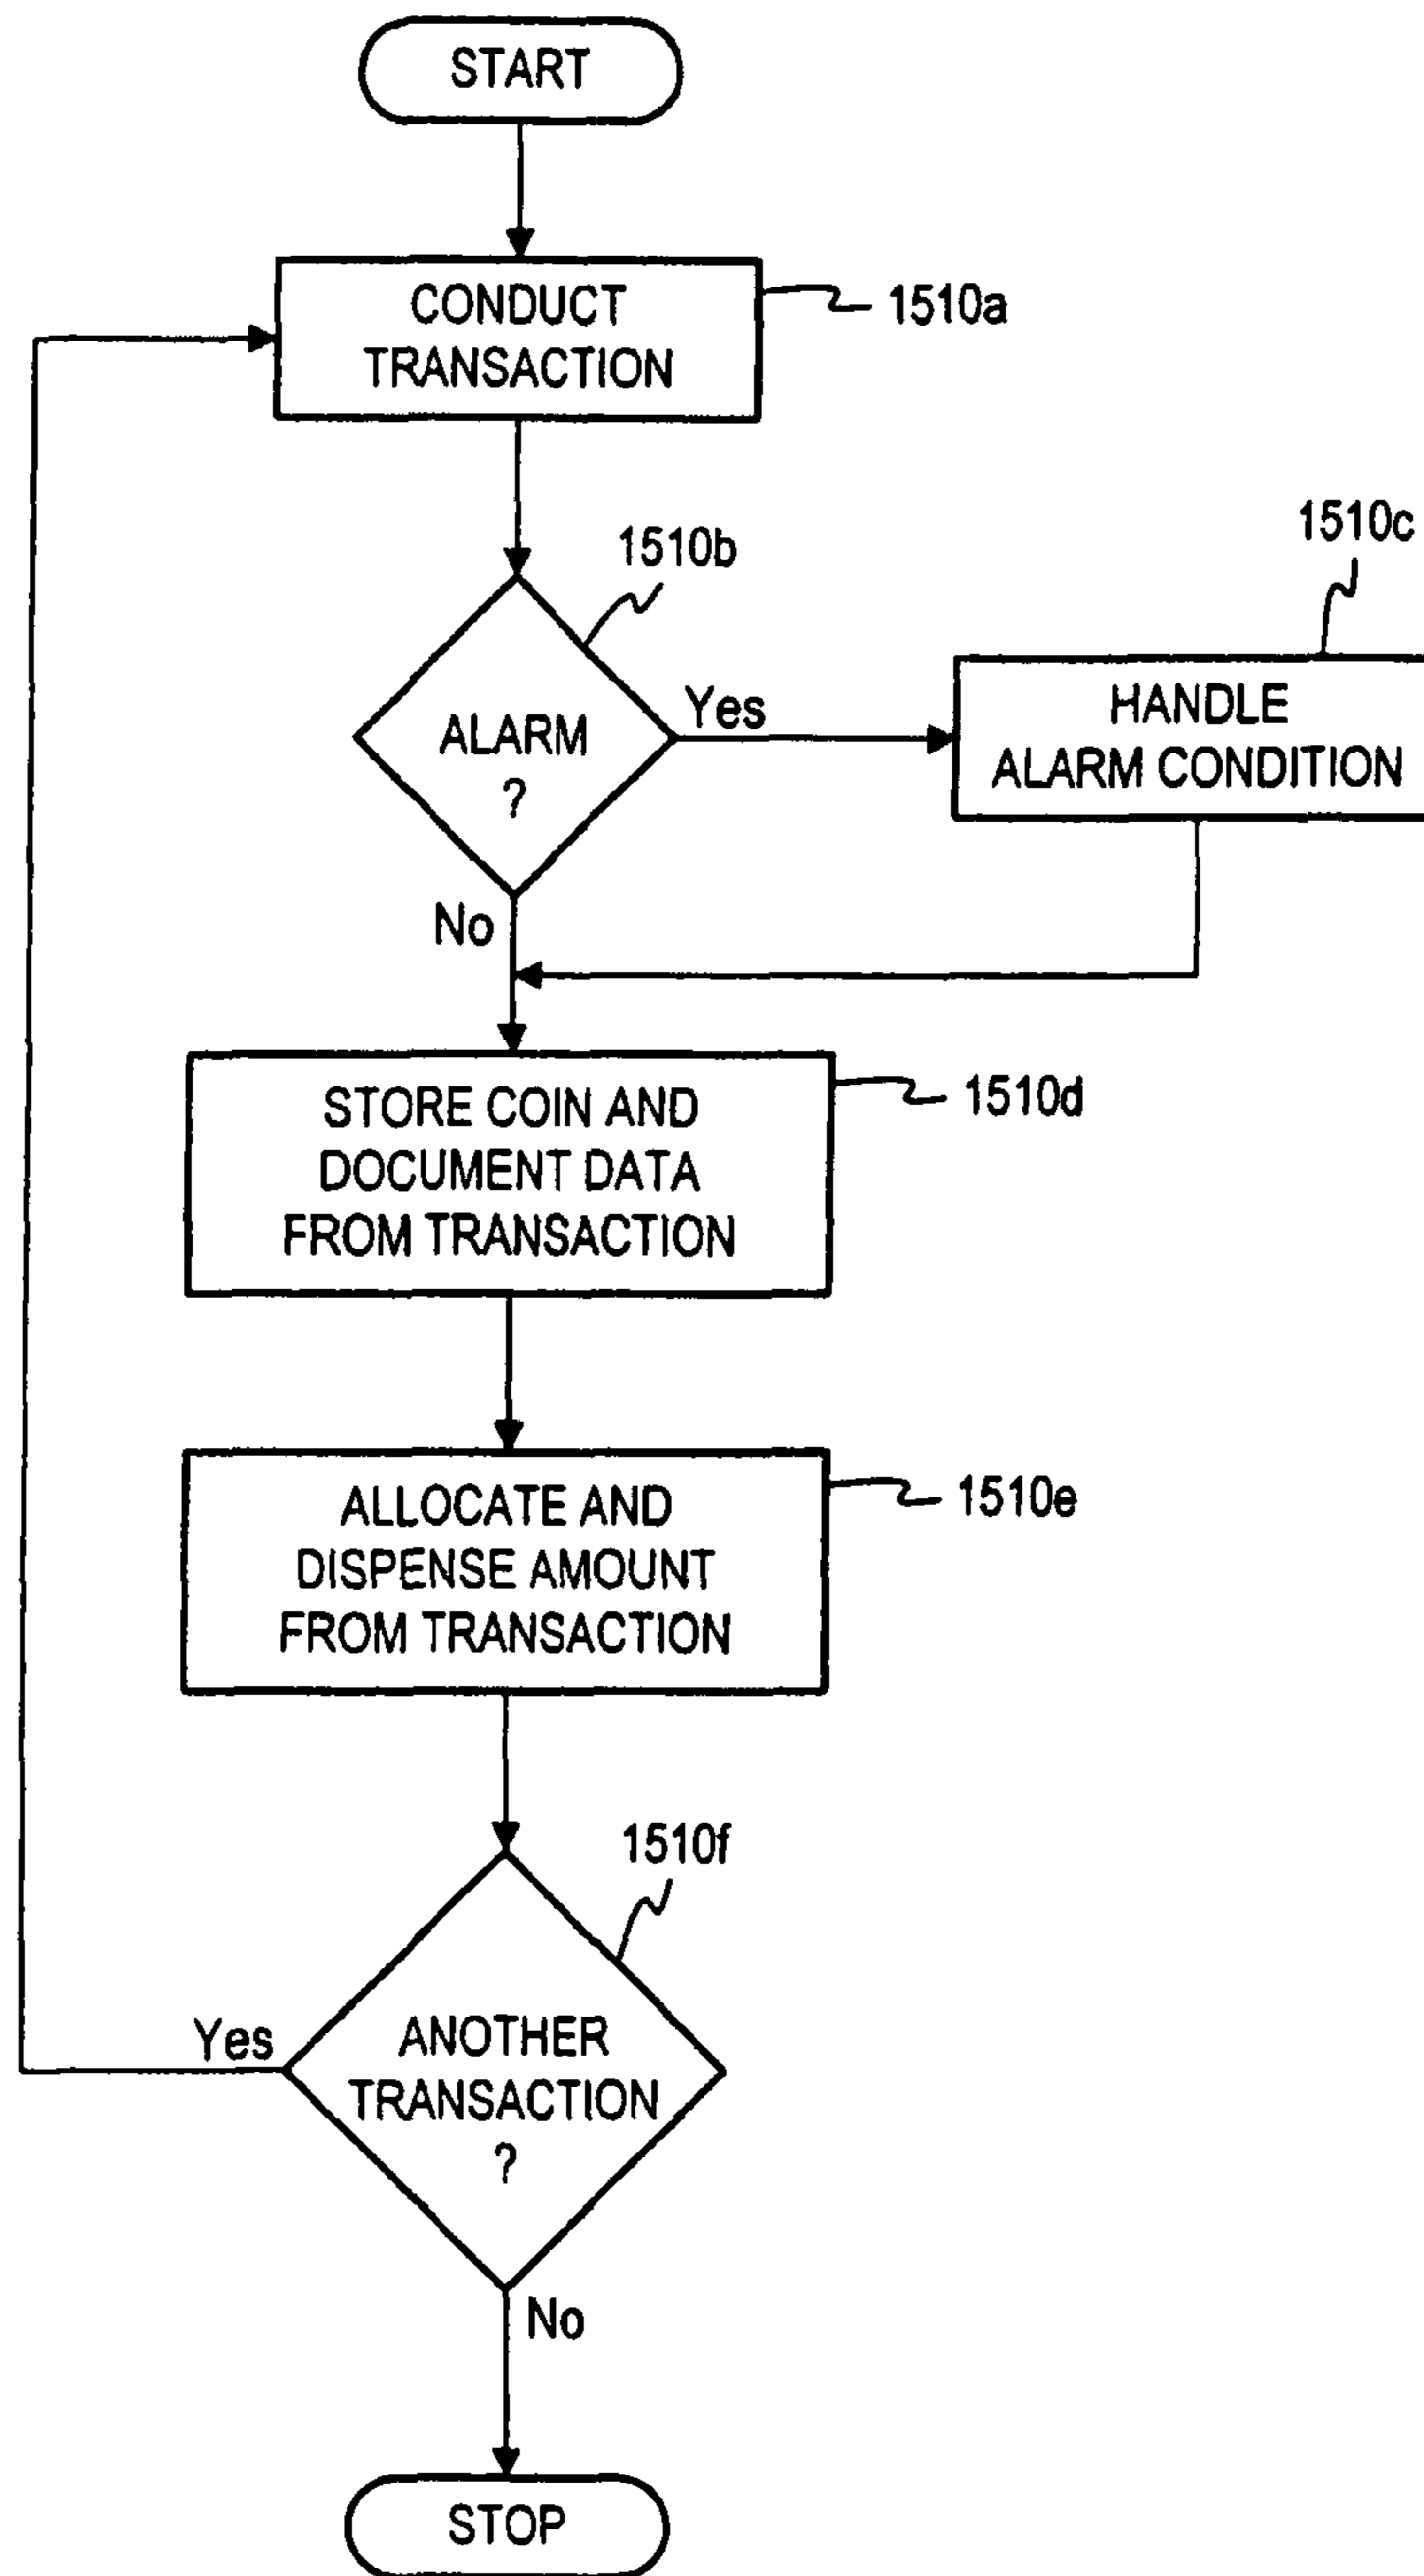 START
CONDUCT
TRANSACTION
1510a
1510b
1510c
ALARM
?
Yes
HANDLE
ALARM CONDITION
No
STORE COIN AND
DOCUMENT DATA
FROM TRANSACTION
1510d
ALLOCATE AND
DISPENSE AMOUNT
FROM TRANSACTION
1510e
1510f
Yes
ANOTHER
TRANSACTION
?
No
STOP